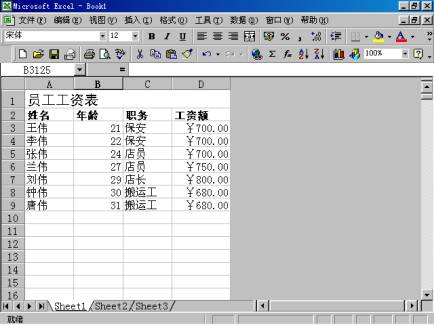 Microsoft Excel - Book1
文件(F) 编辑(E) 视图(V) 插入(I) 格式(O) 工具(T) 数据(D) 窗口(W) 帮助(H)
宋体 12 B I U % ,
Σ fx 100%
B3125 =
A B C D
1 员工工资表
2 姓名 年龄 职务 工资额
3 王伟 21 保安 ￥700.00
4 李伟 22 保安 ￥700.00
5 张伟 24 店员 ￥700.00
6 兰伟 27 店员 ￥750.00
7 刘伟 29 店长 ￥800.00
8 钟伟 30 搬运工 ￥680.00
9 唐伟 31 搬运工 ￥680.00
10
11
12
13
14
15
16
Sheet1 Sheet2 Sheet3
就绪